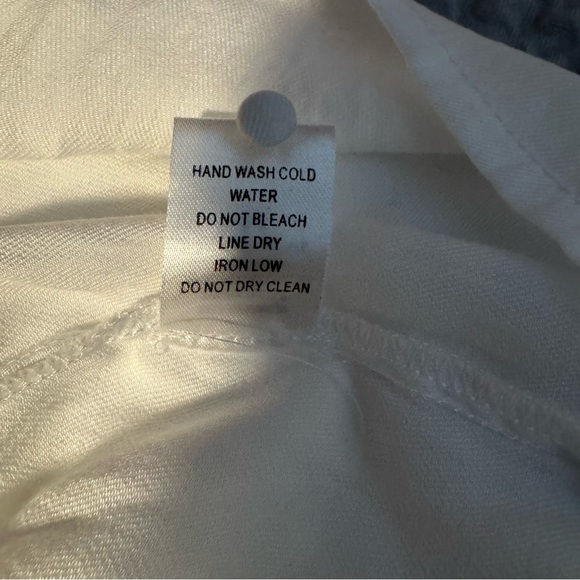 HAND WASH COLD
WATER
DO NOT BLEACH
LINE DRY
IRON LOW
DO NOT DRY CLEAN